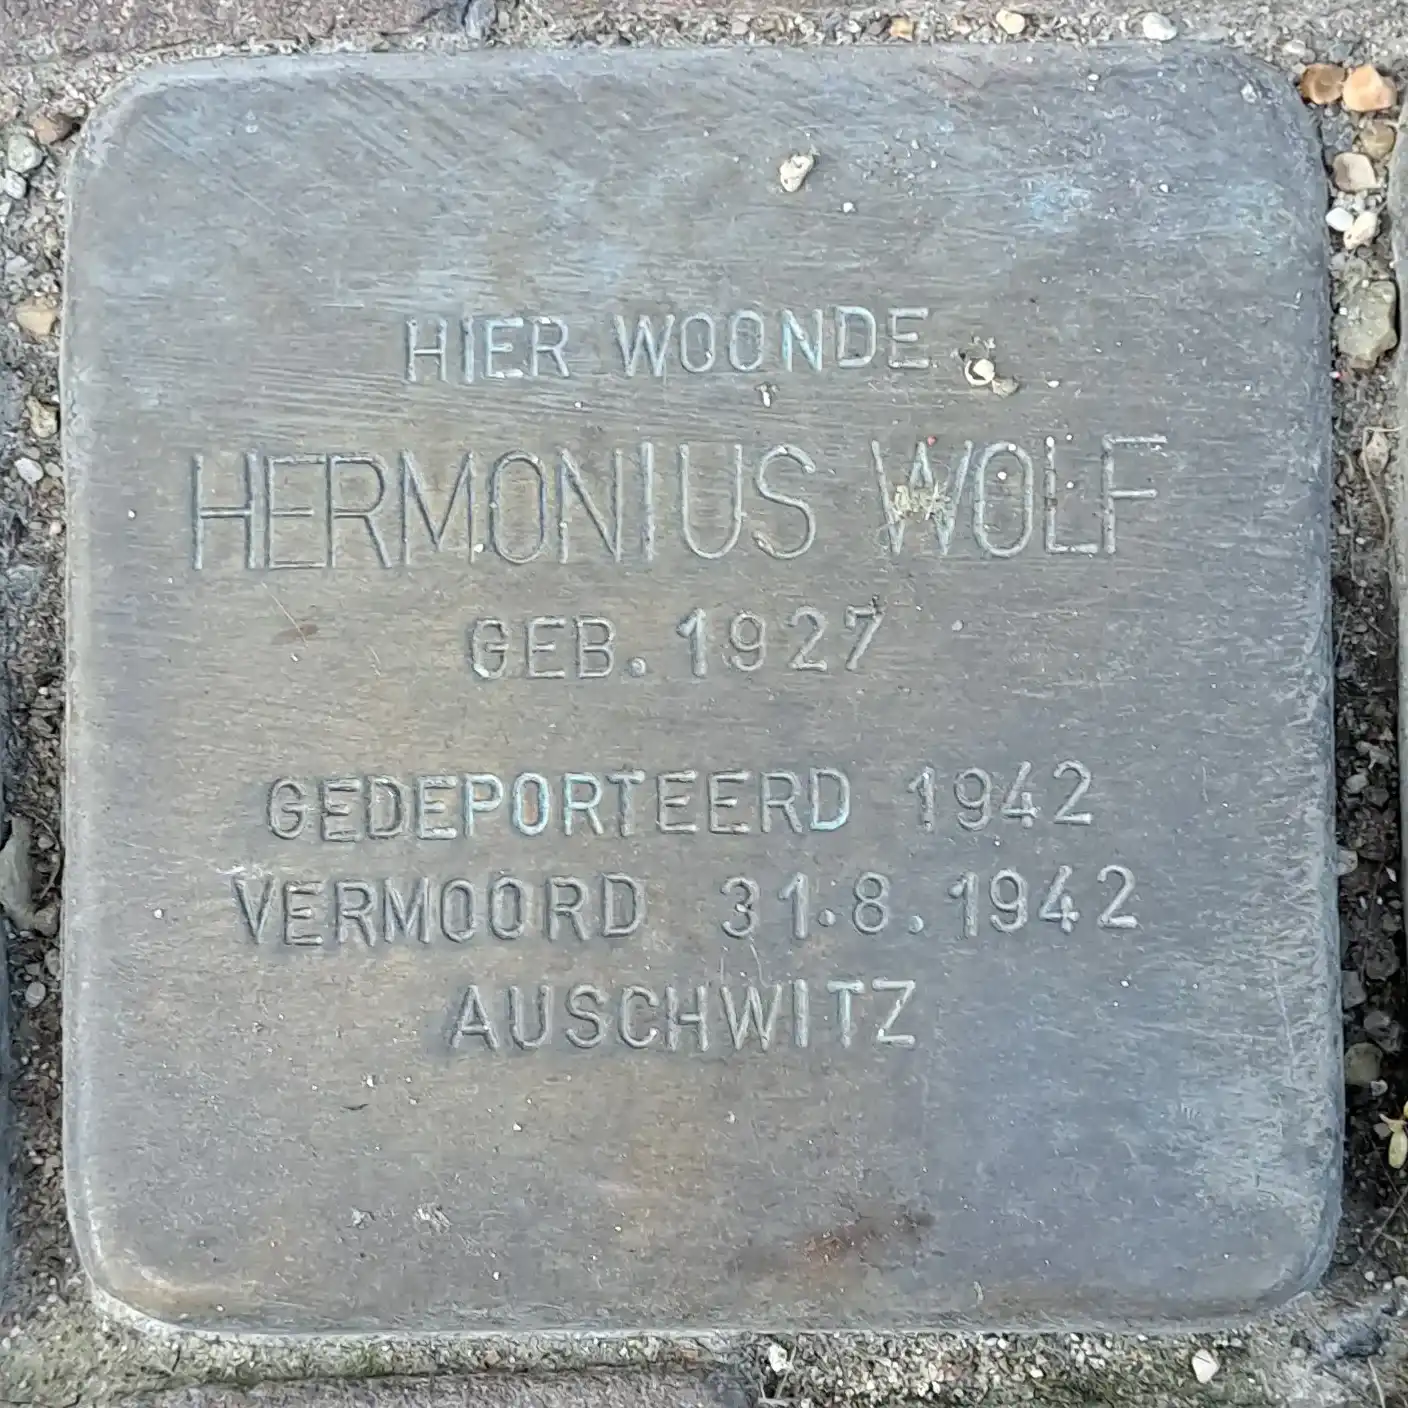 HIER WOONDE
HERMONIUS WOLF
GEB. 1927
GEDEPORTEERD 1942
VERMOORD 31.8.1942
AUSCHWITZ